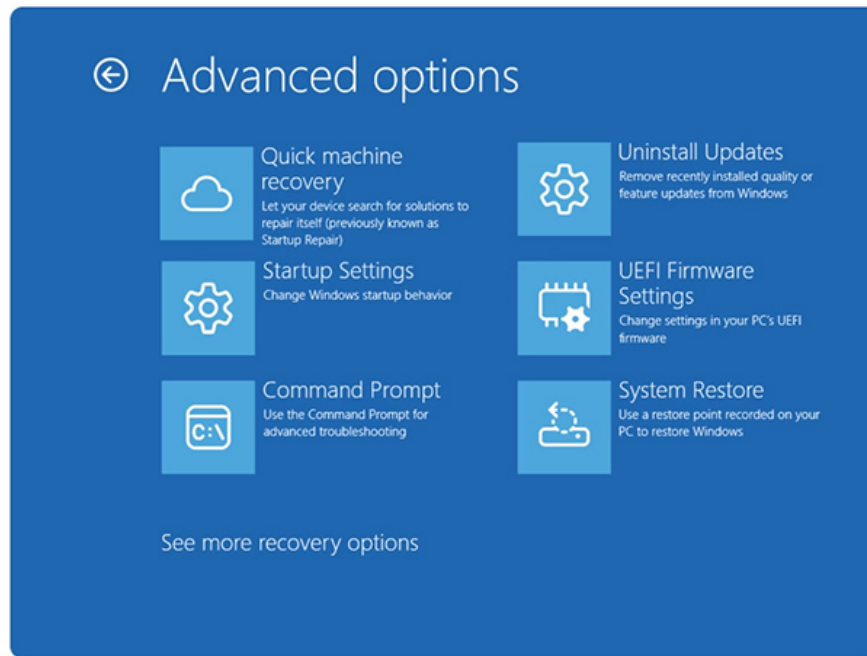 Advanced options
Quick machine
recovery
Let your device search for solutions to
repair itself (previously known as
Startup Repair)
Uninstall Updates
Remove recently installed quality or
feature updates from Windows
Startup Settings
Change Windows startup behavior
UEFI Firmware
Settings
Change settings in your PC's UEFI
firmware
C:\
Command Prompt
Use the Command Prompt for
advanced troubleshooting
System Restore
Use a restore point recorded on your
PC to restore Windows
See more recovery options